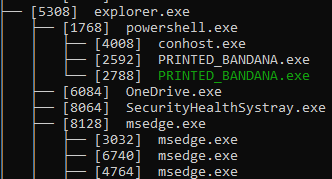 [5308] explorer.exe
[1768] powershell.exe
[4008] conhost.exe
[2592] PRINTED_BANDANA.exe
[2788] PRINTED_BANDANA.exe
[6084] OneDrive.exe
[8064] SecurityHealthSystray.exe
[8128] msedge.exe
[3032] msedge.exe
[6740] msedge.exe
[4764] msedge.exe